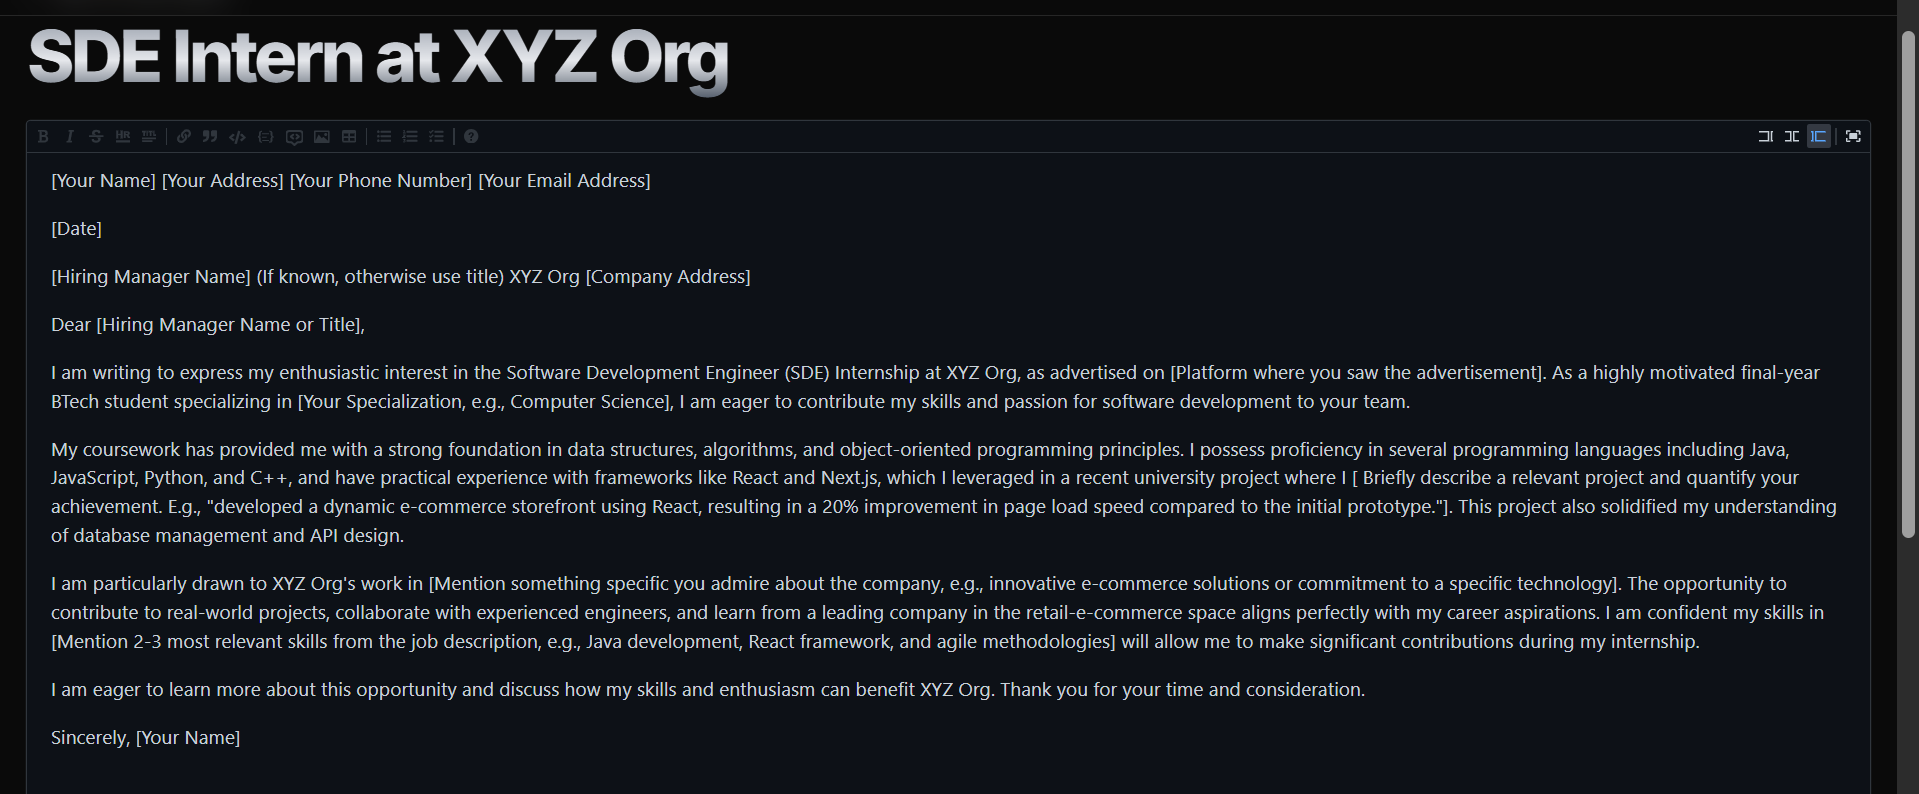 SDE Intern at XYZ Org
[Your Name] [Your Address] [Your Phone Number] [Your Email Address]
[Date]
[Hiring Manager Name] (If known, otherwise use title) XYZ Org [Company Address]
Dear [Hiring Manager Name or Title],
I am writing to express my enthusiastic interest in the Software Development Engineer (SDE) Internship at XYZ Org, as advertised on [Platform where you saw the advertisement]. As a highly motivated final-year
BTech student specializing in [Your Specialization, e.g., Computer Science], I am eager to contribute my skills and passion for software development to your team.
My coursework has provided me with a strong foundation in data structures, algorithms, and object-oriented programming principles. I possess proficiency in several programming languages including Java,
JavaScript, Python, and C++, and have practical experience with frameworks like React and Next.js, which I leveraged in a recent university project where I [ Briefly describe a relevant project and quantify your
achievement. E.g., "developed a dynamic e-commerce storefront using React, resulting in a 20% improvement in page load speed compared to the initial prototype."]. This project also solidified my understanding
of database management and API design.
I am particularly drawn to XYZ Org's work in [Mention something specific you admire about the company, e.g., innovative e-commerce solutions or commitment to a specific technology]. The opportunity to
contribute to real-world projects, collaborate with experienced engineers, and learn from a leading company in the retail-e-commerce space aligns perfectly with my career aspirations. I am confident my skills in
[Mention 2-3 most relevant skills from the job description, e.g., Java development, React framework, and agile methodologies] will allow me to make significant contributions during my internship.
I am eager to learn more about this opportunity and discuss how my skills and enthusiasm can benefit XYZ Org. Thank you for your time and consideration.
Sincerely, [Your Name]